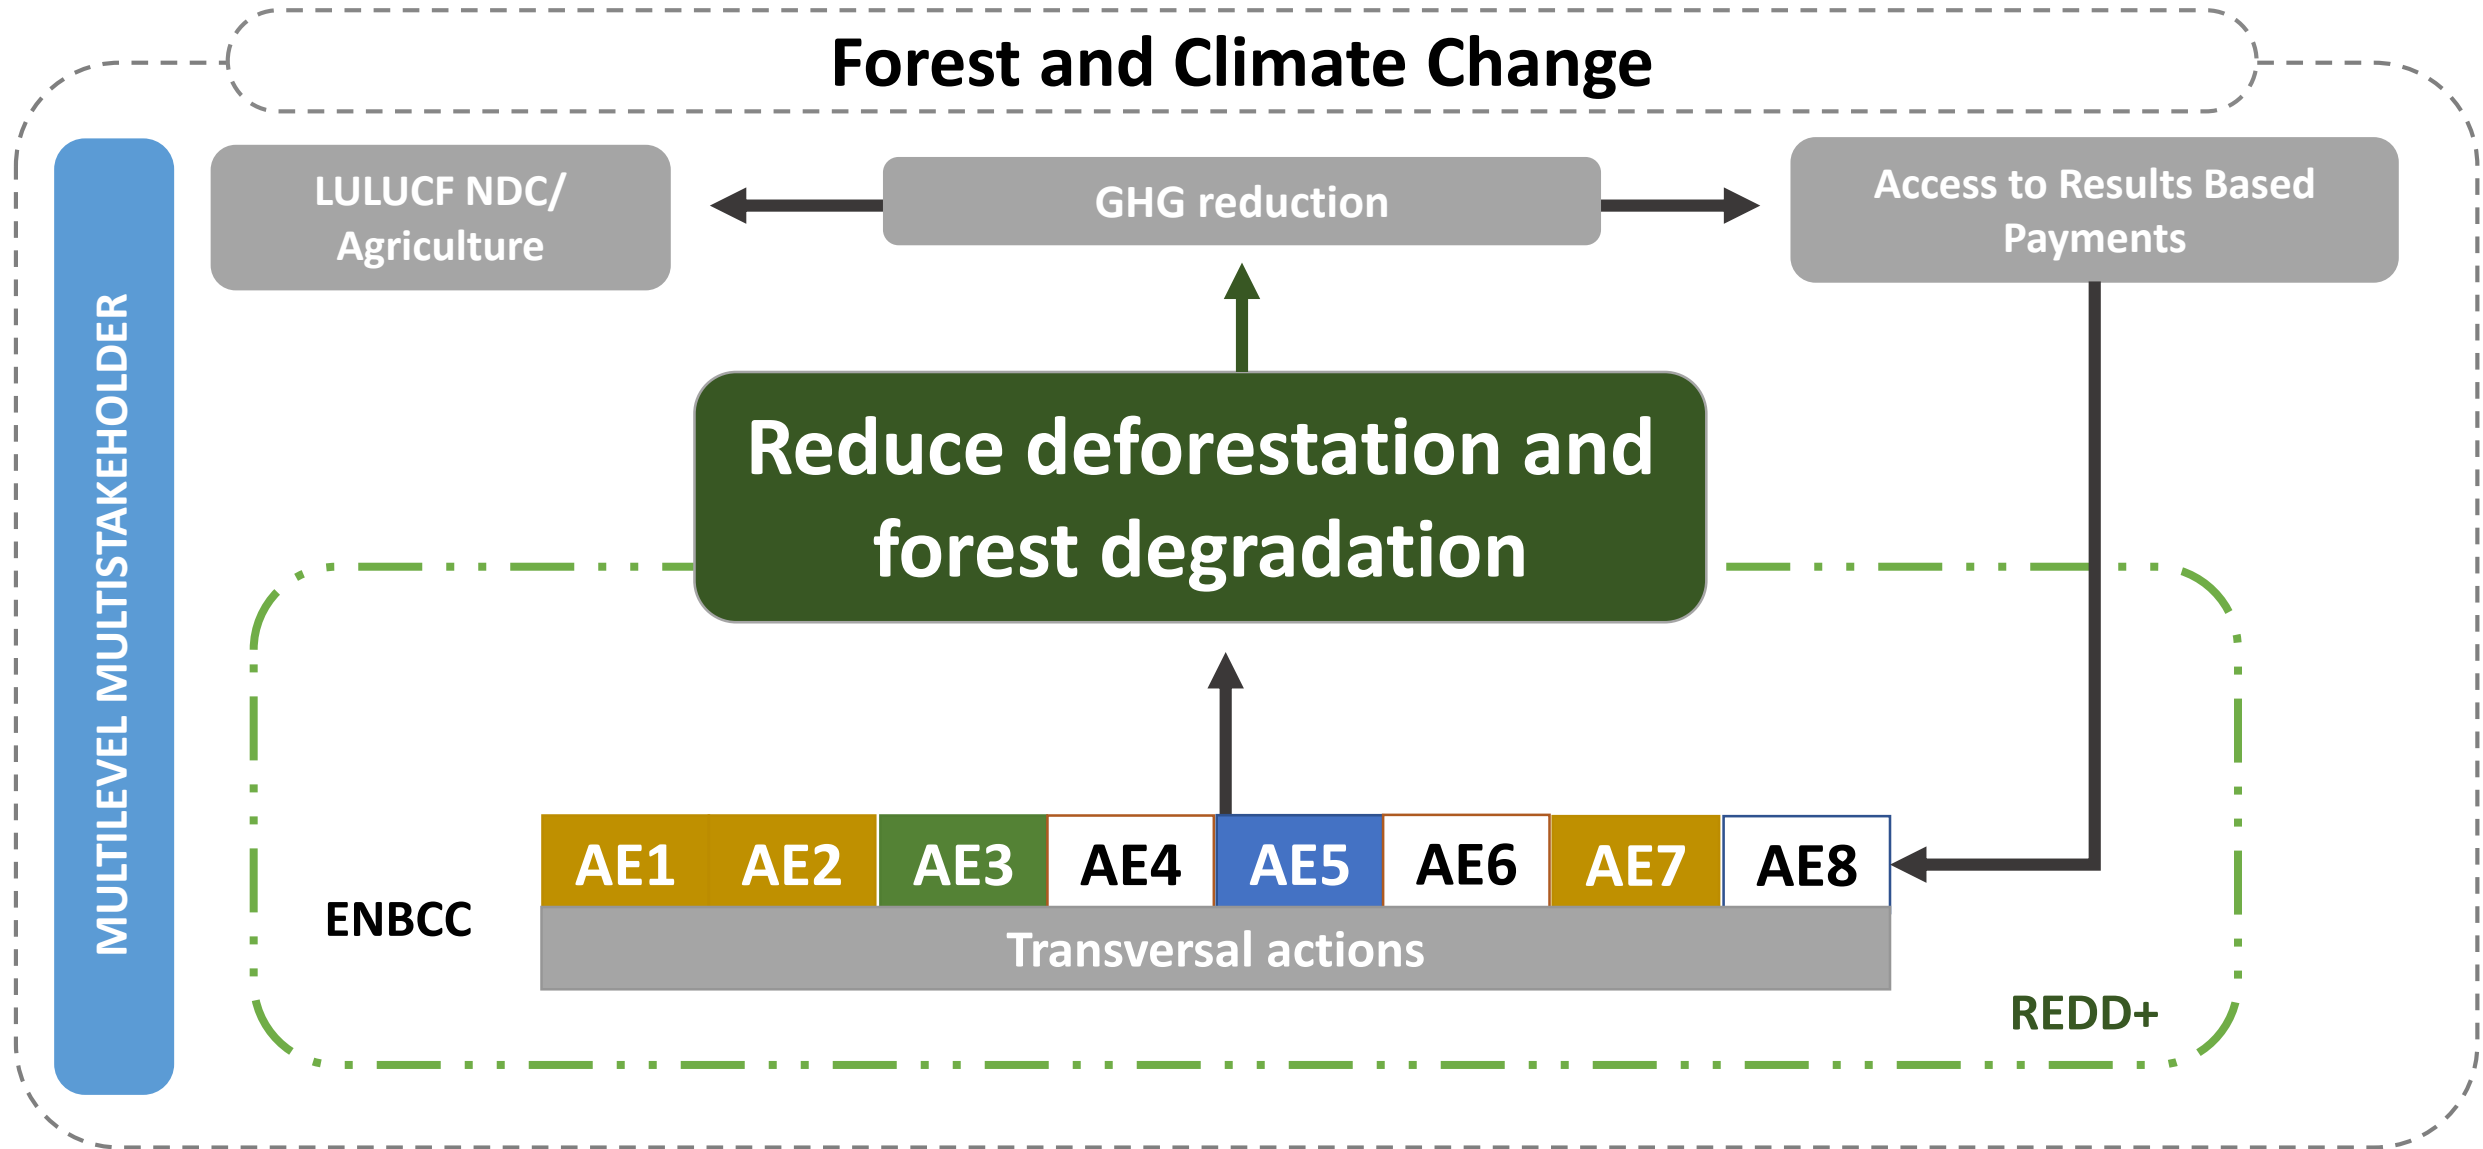 Forest and Climate Change
MULTILEVEL MULTISTAKEHOLDER
LULUCF NDC/
Agriculture
GHG reduction
Access to Results Based
Payments
Reduce deforestation and
forest degradation
AE1 AE2 AE3 AE4 AE5 AE6 AE7 AE8
ENBCC
Transversal actions
REDD+